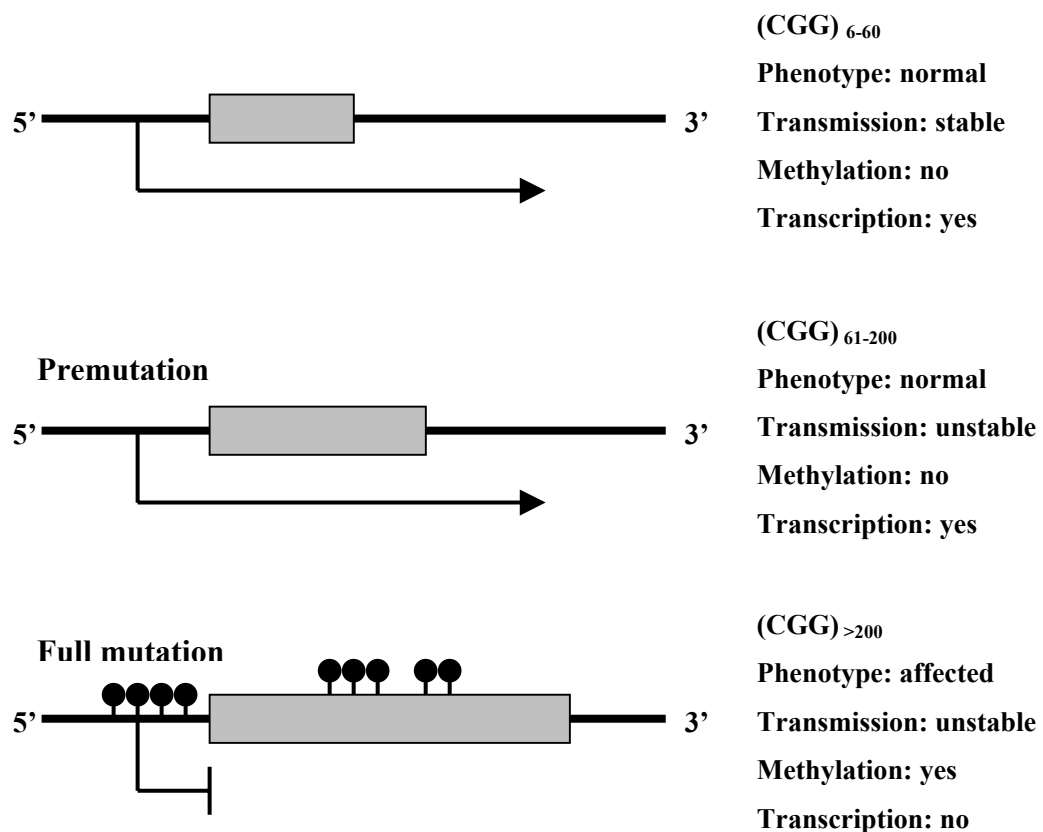 (CGG) 6-60
Phenotype: normal
5’ 3’ Transmission: stable
Methylation: no
Transcription: yes
(CGG) 61-200
Premutation Phenotype: normal
5’ 3’ Transmission: unstable
Methylation: no
Transcription: yes
(CGG) >200
Full mutation Phenotype: affected
5’ 3’ Transmission: unstable
Methylation: yes
Transcription: no